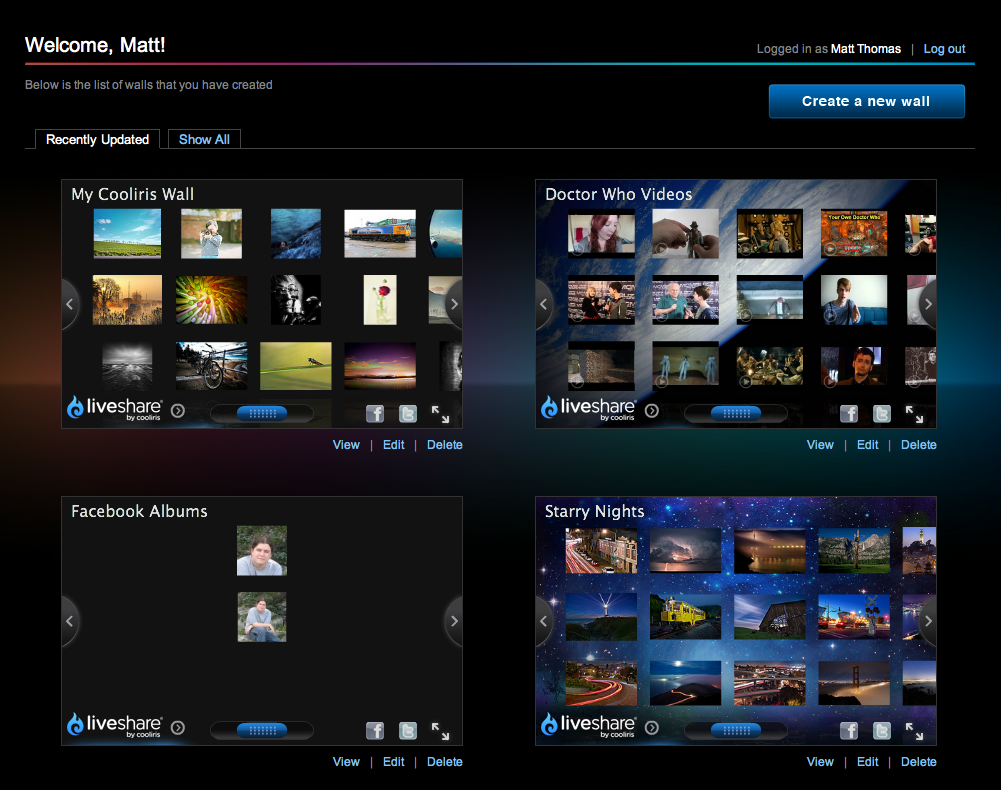 Welcome, Matt!
Logged in as Matt Thomas | Log out
Below is the list of walls that you have created
Create a new wall
Recently Updated
Show All
My Cooliris Wall
liveshare
by cooliris
View | Edit | Delete
Doctor Who Videos
Your Own Doctor Who
liveshare
by cooliris
View | Edit | Delete
Facebook Albums
liveshare
by cooliris
View | Edit | Delete
Starry Nights
liveshare
by cooliris
View | Edit | Delete